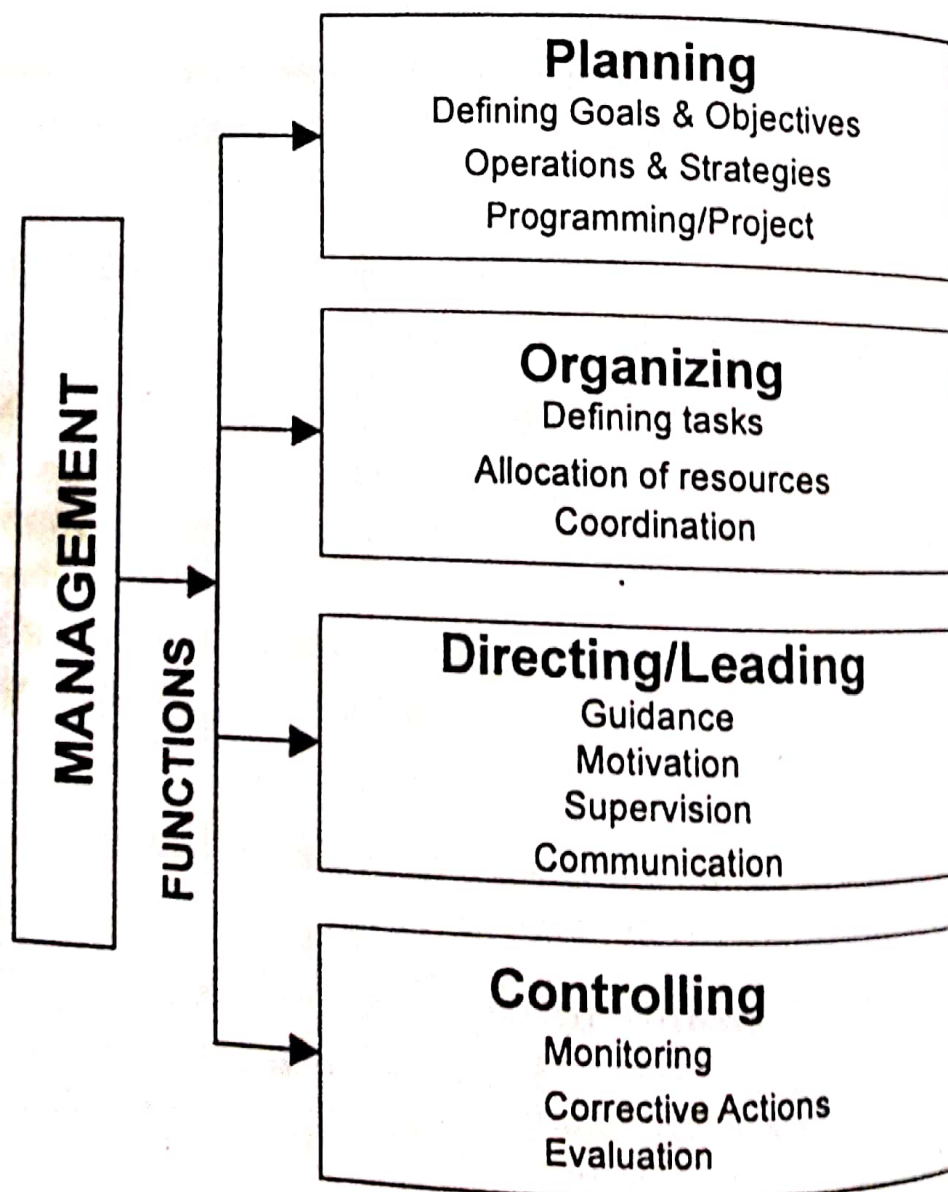 MANAGEMENT
FUNCTIONS
Planning
Defining Goals & Objectives
Operations & Strategies
Programming/Project
Organizing
Defining tasks
Allocation of resources
Coordination
Directing/Leading
Guidance
Motivation
Supervision
Communication
Controlling
Monitoring
Corrective Actions
Evaluation